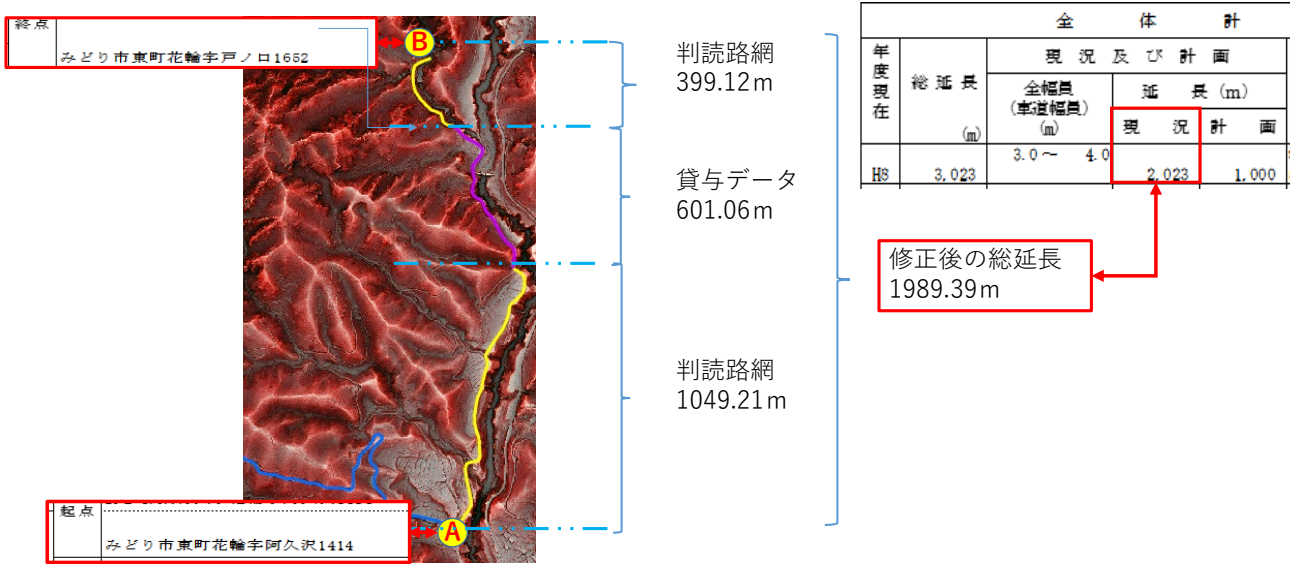 終点
みどり市東町花輪字戸ノ口1652
B
判読路網
399.12m
貸与データ
601.06m
判読路網
1049.21m
起点
みどり市東町花輪字阿久沢1414
A
全体計
年度現在
総延長
(m)
現況及び計画
全幅員
(車道幅員)
(m)
延長(m)
現況 計画
H8 3,023 3.0~4.0 2,023 1,000
修正後の総延長
1989.39m